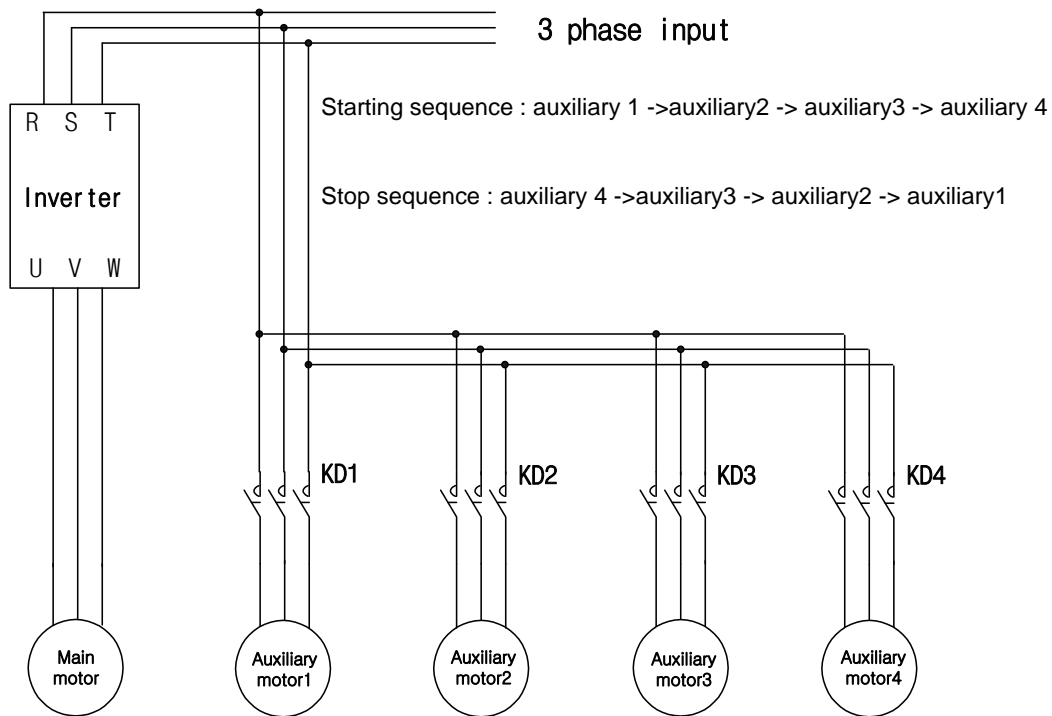 3 phase input
Starting sequence : auxiliary 1 ->auxiliary2 -> auxiliary3 -> auxiliary 4
R S T
Inverter
Stop sequence : auxiliary 4 ->auxiliary3 -> auxiliary2 -> auxiliary1
U V W
KD1
KD2
KD3
KD4
Main
motor
Auxiliary
motor1
Auxiliary
motor2
Auxiliary
motor3
Auxiliary
motor4